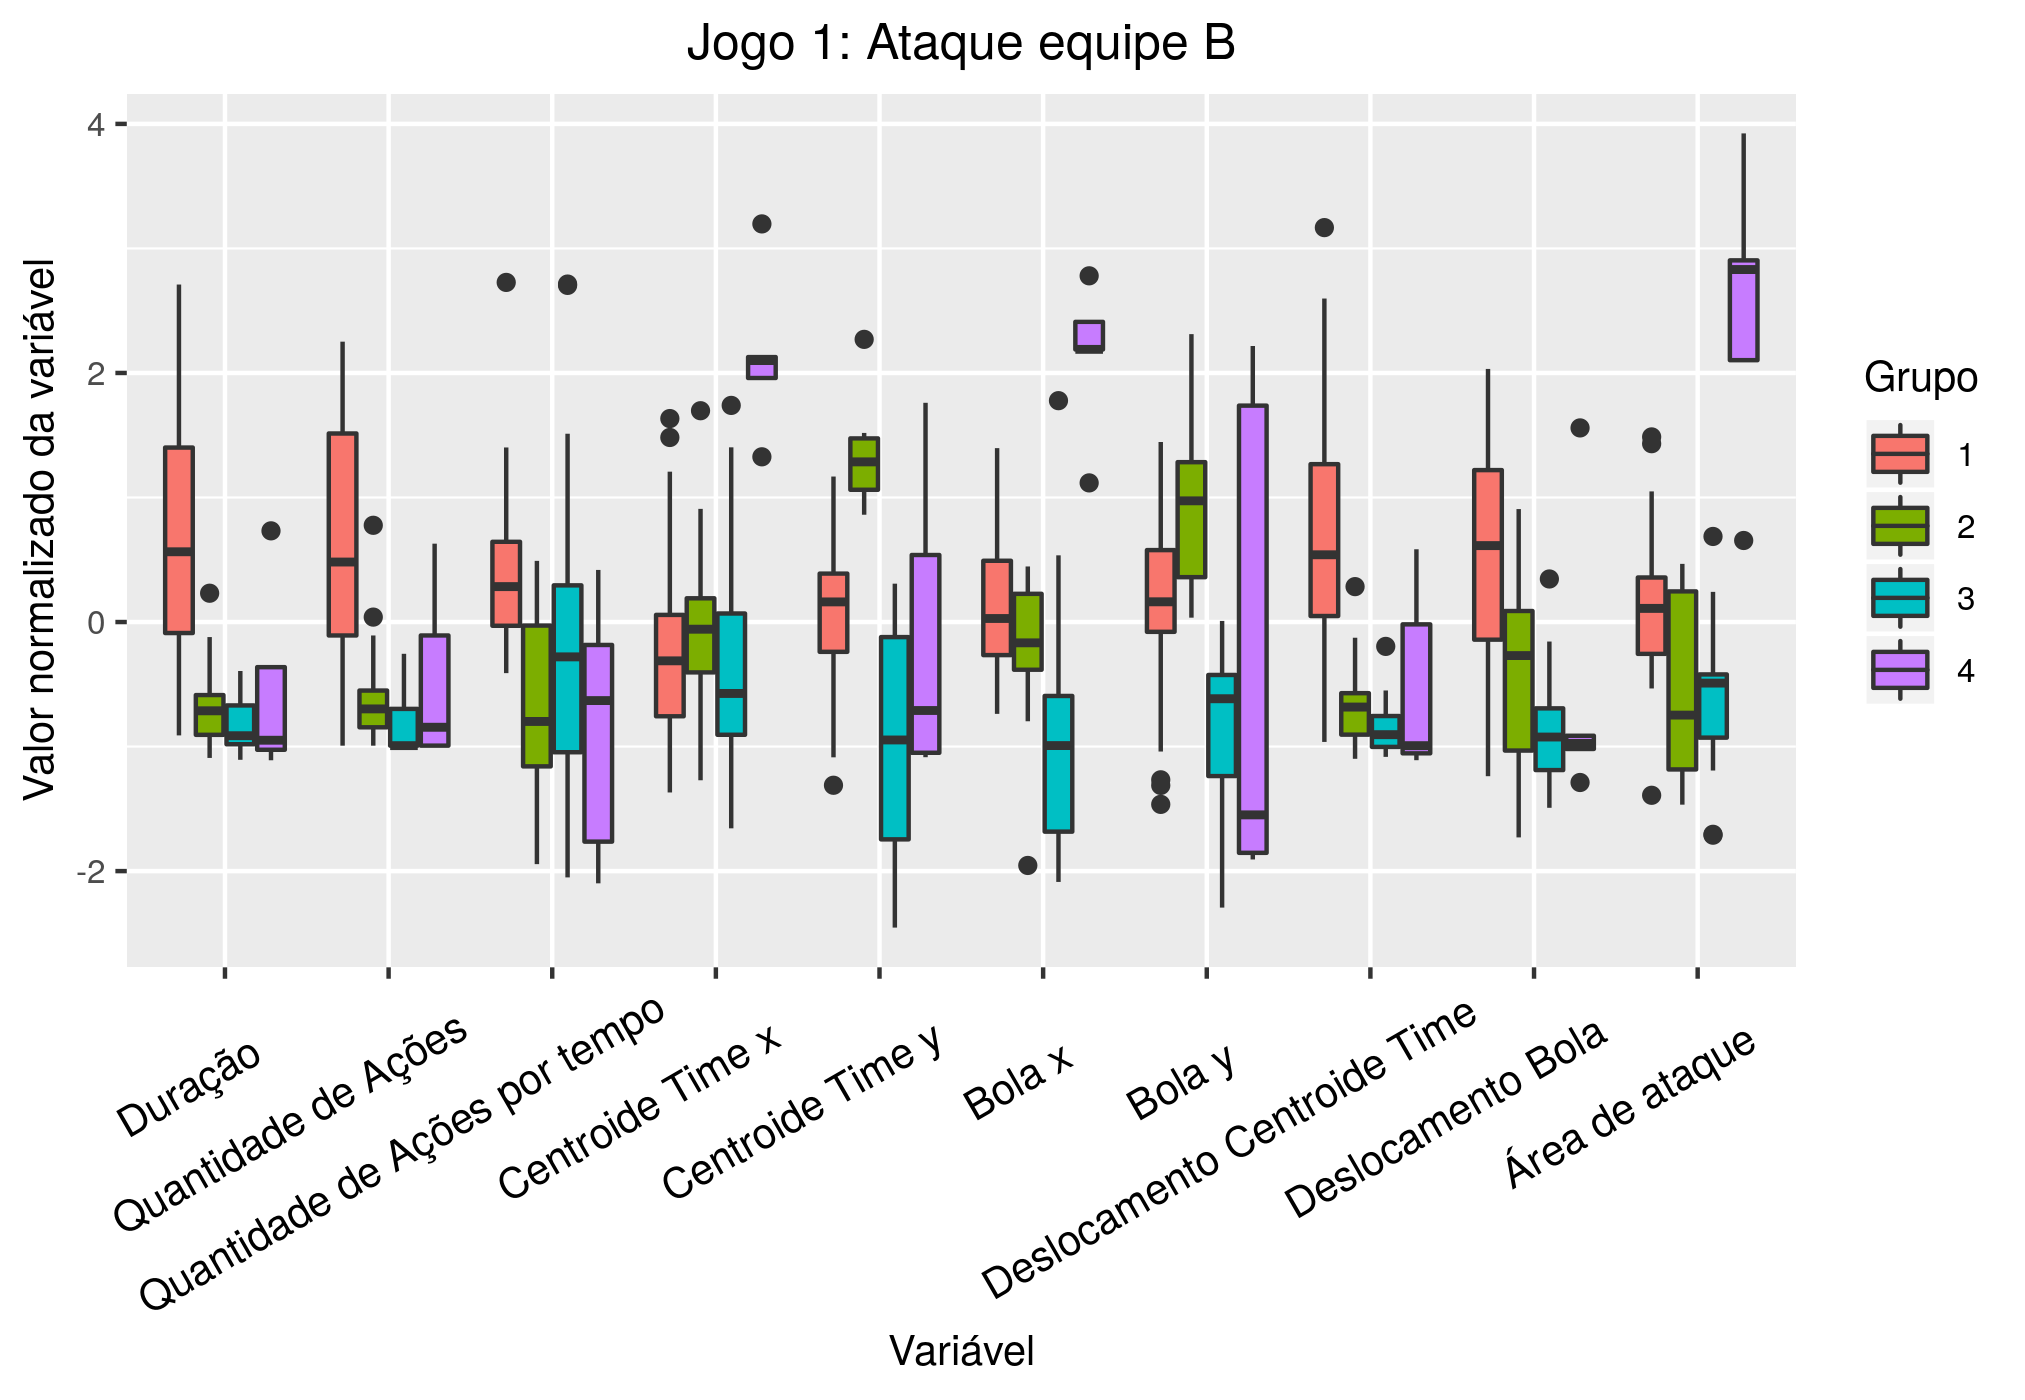 Jogo 1: Ataque equipe B
Valor normalizado da variável
4
2
0
-2
Duração
Quantidade de Ações
Quantidade de Ações por tempo
Centroide Time x
Centroide Time y
Bola x
Bola y
Deslocamento Centroide Time
Deslocamento Bola
Área de ataque
Variável
Grupo
1
2
3
4